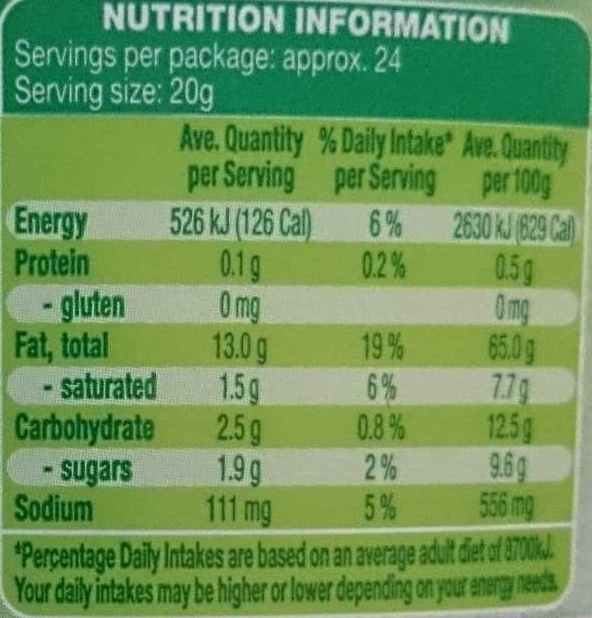 NUTRITION INFORMATION
Servings per package: approx. 24
Serving size: 20g
Ave. Quantity % Daily Intake* Ave. Quantity
per Serving per Serving per 100g
Energy 526 kJ (126 Cal) 6% 2630 kJ (629 Cal)
Protein 0.1 g 0.2% 0.5 g
- gluten 0 mg 0 mg
Fat, total 13.0 g 19% 65.0 g
- saturated 1.5 g 6% 7.7 g
Carbohydrate 2.5 g 0.8% 12.5 g
- sugars 1.9 g 2% 9.6 g
Sodium 111 mg 5% 556 mg
*Percentage Daily Intakes are based on an average adult diet of 8700kJ.
Your daily intakes may be higher or lower depending on your energy needs.